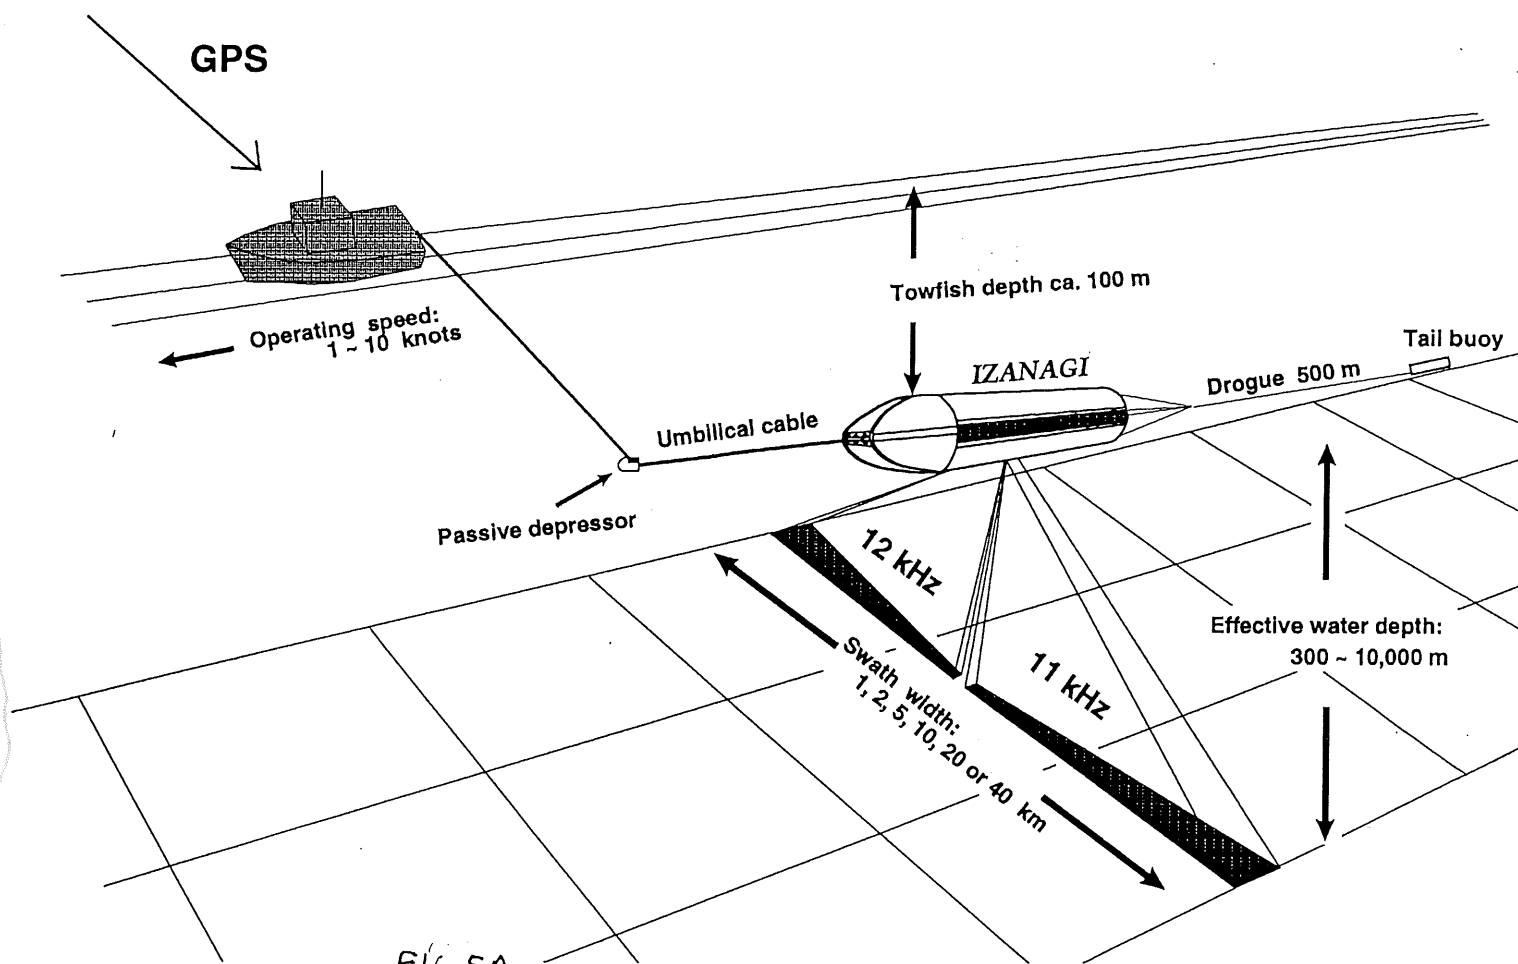 GPS
Operating speed:
1 ~ 10 knots
Towfish depth ca. 100 m
Tail buoy
IZANAGI
Drogue 500 m
Umbilical cable
Passive depressor
12 kHz
11 kHz
Swath width:
1, 2, 5, 10, 20 or 40 km
Effective water depth:
300 ~ 10,000 m